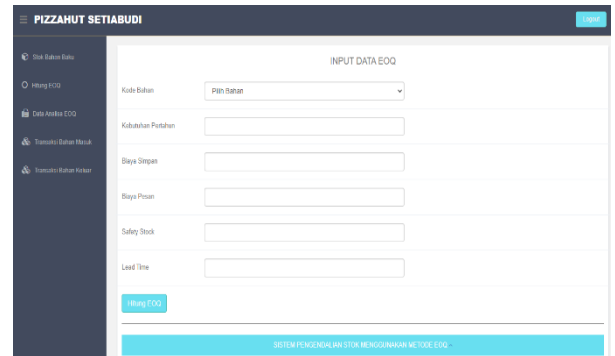 PIZZAHUT SETIABUDI
Logout
Stok Bahan Baku
Hitung EOQ
Data Analisa EOQ
Transaksi Bahan Masuk
Transaksi Bahan Keluar
INPUT DATA EOQ
Kode Bahan
Pilih Bahan
Kebutuhan Pertahun
Biaya Simpan
Biaya Pesan
Safety Stock
Lead Time
Hitung EOQ
SISTEM PENGENDALIAN STOK MENGGUNAKAN METODE EOQ